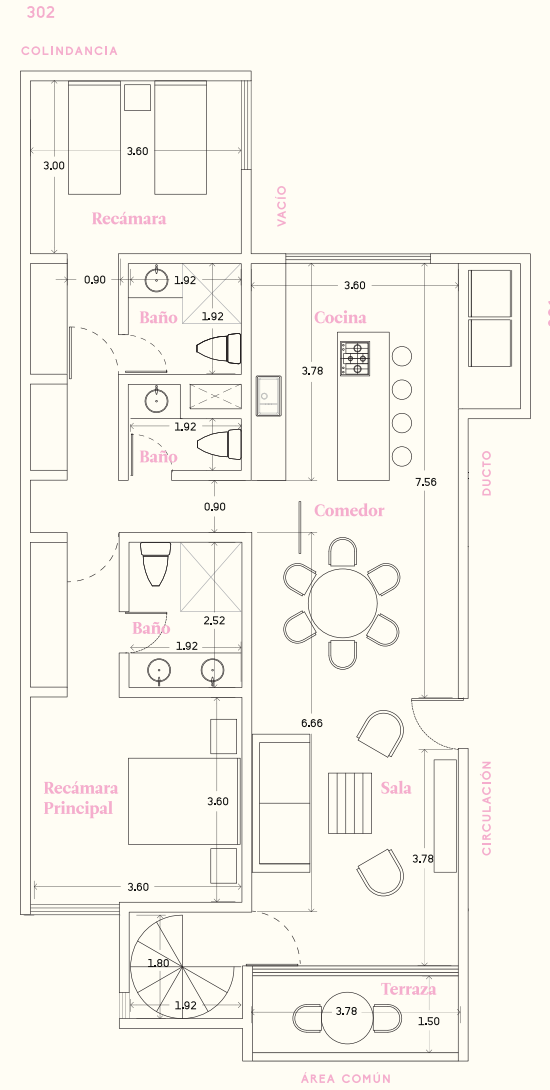 302
COLINDANCIA
3.60
3.00
Recámara
VACÍO
0.90
1.92
3.60
Baño
1.92
Cocina
3.78
1.92
Baño
DUCTO
7.56
0.90
Comedor
2.52
Baño
1.92
6.66
Recámara
Principal
3.60
Sala
CIRCULACIÓN
3.78
3.60
1.80
1.92
Terraza
3.78
1.50
ÁREA COMÚN